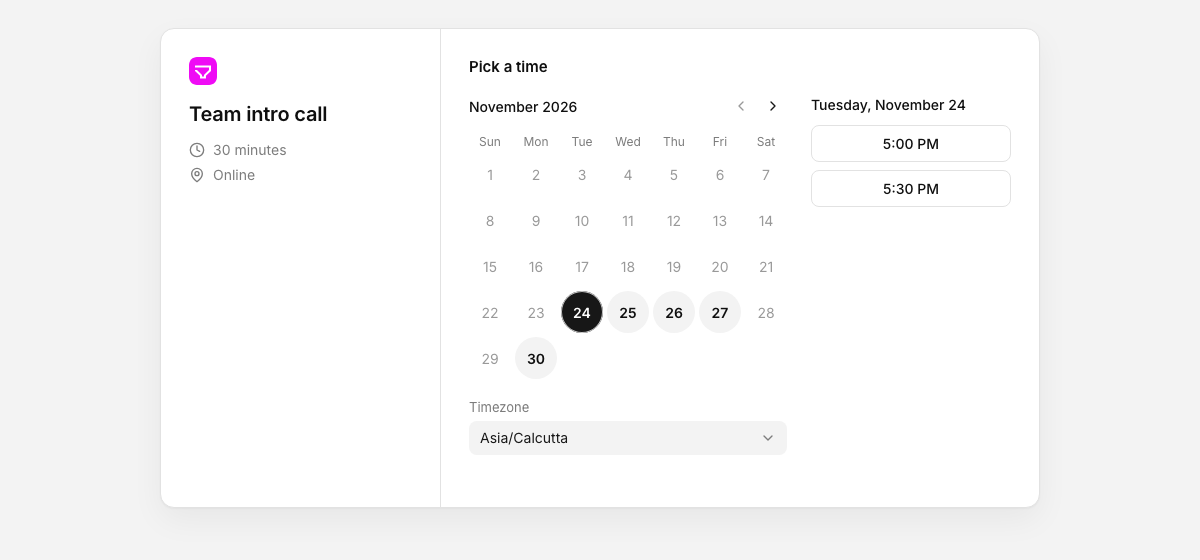 Team intro call
30 minutes
Online
Pick a time
November 2026
Sun Mon Tue Wed Thu Fri Sat
1 2 3 4 5 6 7
8 9 10 11 12 13 14
15 16 17 18 19 20 21
22 23 24 25 26 27 28
29 30
Timezone
Asia/Calcutta
Tuesday, November 24
5:00 PM
5:30 PM